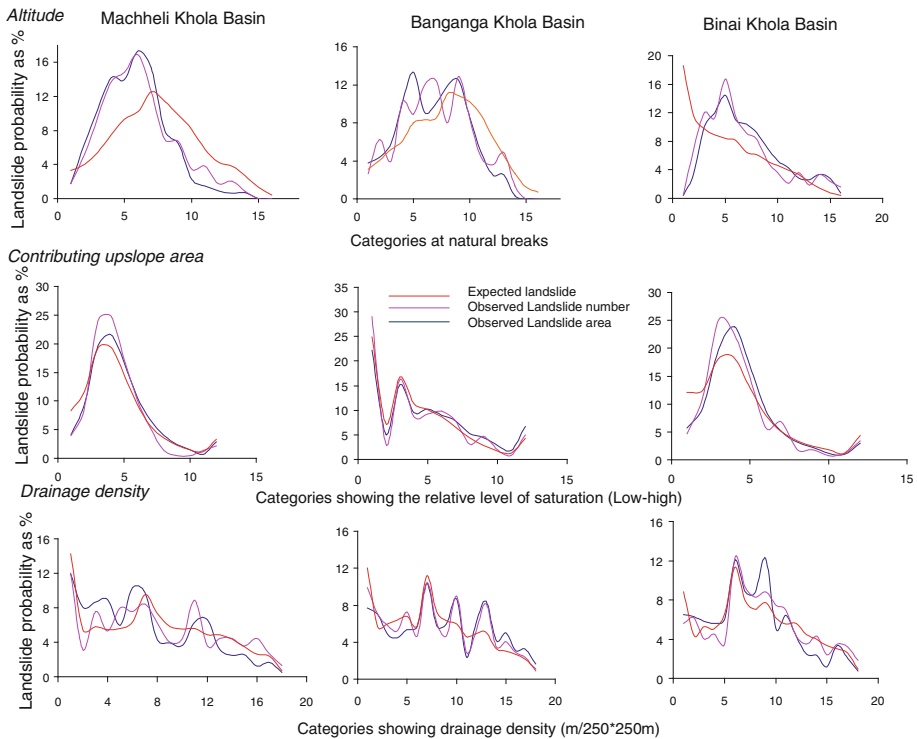 Altitude
Machheli Khola Basin
Banganga Khola Basin
Binai Khola Basin
Landslide probability as %
16
12
8
4
0
0 5 10 15
16
12
8
4
0
0 5 10 15
20
16
12
8
4
0
0 5 10 15 20
Categories at natural breaks
Contributing upslope area
Landslide probability as %
30
25
20
15
10
5
0
0 5 10 15
35
30
25
20
15
10
5
0
0 5 10 15
Expected landslide
Observed Landslide number
Observed Landslide area
30
25
20
15
10
5
0
0 5 10 15
Categories showing the relative level of saturation (Low-high)
Drainage density
Landslide probability as %
16
12
8
4
0
0 4 8 12 16 20
16
12
8
4
0
0 5 10 15 20
16
12
8
4
0
0 5 10 15 20
Categories showing drainage density (m/250*250m)